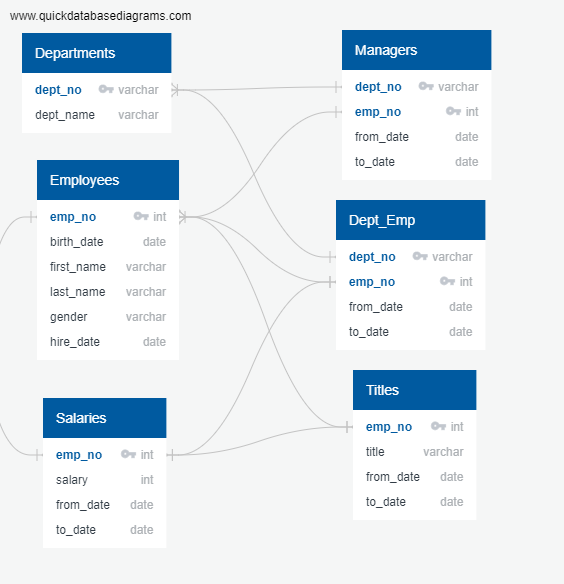 www.quickdatabasediagrams.com
Departments
dept_no varchar
dept_name varchar
Managers
dept_no varchar
emp_no int
from_date date
to_date date
Employees
emp_no int
birth_date date
first_name varchar
last_name varchar
gender varchar
hire_date date
Dept_Emp
dept_no varchar
emp_no int
from_date date
to_date date
Salaries
emp_no int
salary int
from_date date
to_date date
Titles
emp_no int
title varchar
from_date date
to_date date